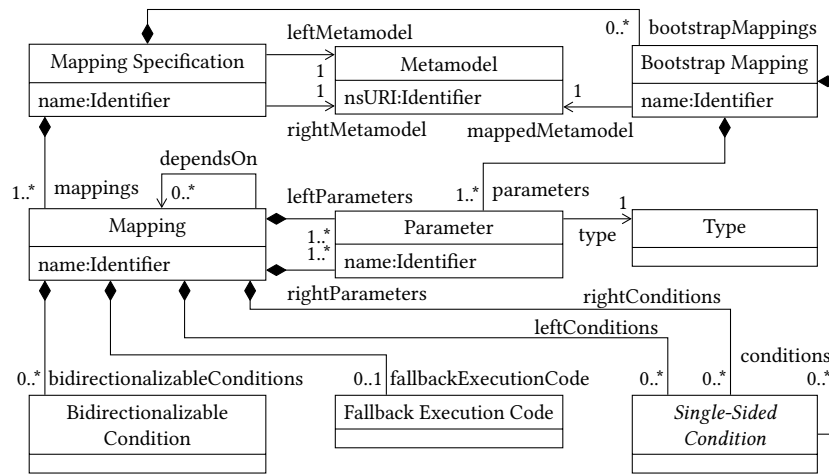 leftMetamodel
0..*
bootstrapMappings
Mapping Specification
name:Identifier
1
1
Metamodel
nsURI:Identifier
1
Bootstrap Mapping
name:Identifier
rightMetamodel
mappedMetamodel
dependsOn
1..*
mappings
0..*
leftParameters
1..*
parameters
Mapping
name:Identifier
1..*
1..*
Parameter
name:Identifier
1
type
Type
rightParameters
rightConditions
leftConditions
conditions
0..*
bidirectionalizableConditions
0..1
fallbackExecutionCode
0..*
0..*
0..*
Bidirectionalizable
Condition
Fallback Execution Code
Single-Sided
Condition